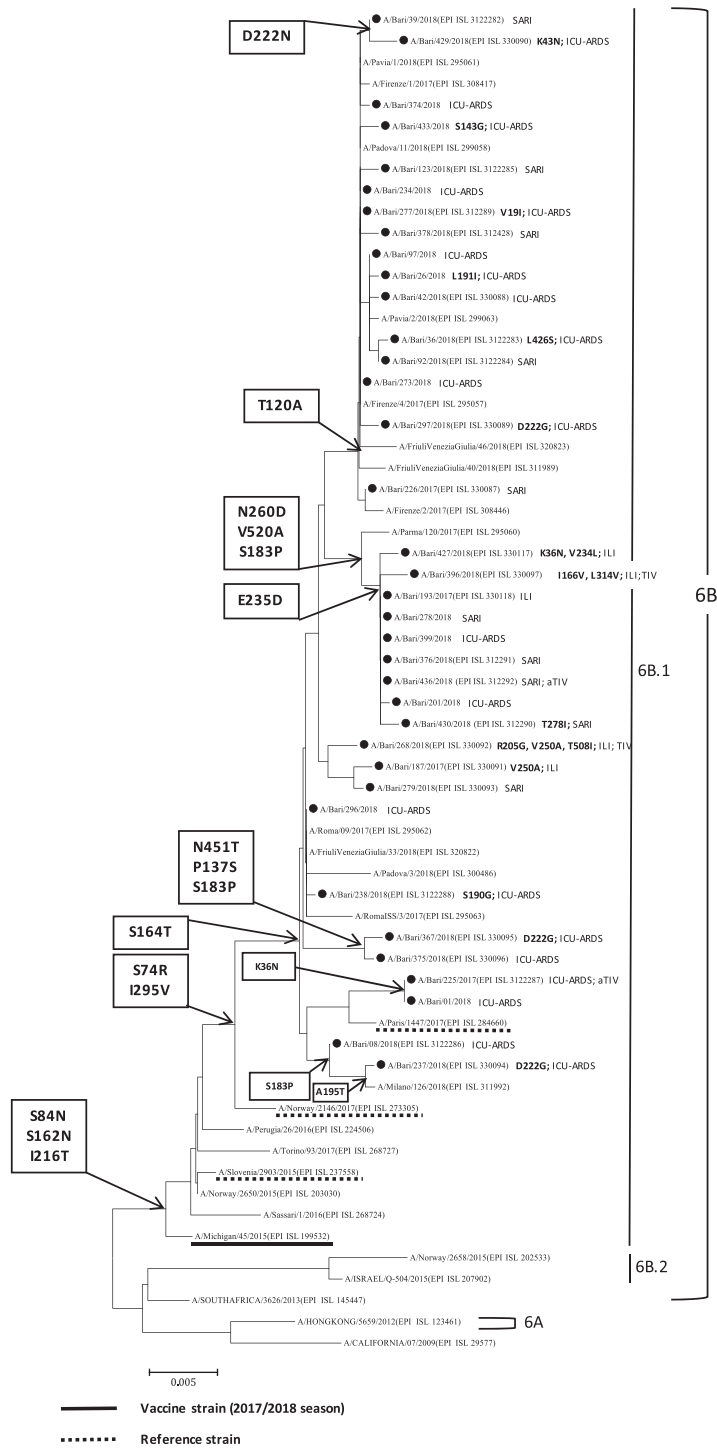 A/Bari/39/2018(EPI ISL 3122282) SARI
D222N
A/Bari/429/2018(EPI ISL 330090) K43N; ICU-ARDS
A/Pavia/1/2018(EPI ISL 295061)
A/Firenze/1/2017(EPI ISL 308417)
A/Bari/374/2018 ICU-ARDS
A/Bari/433/2018 S143G; ICU-ARDS
A/Padova/11/2018(EPI ISL 299058)
A/Bari/123/2018(EPI ISL 3122285) SARI
A/Bari/234/2018 ICU-ARDS
A/Bari/277/2018(EPI ISL 312289) V19I; ICU-ARDS
A/Bari/378/2018(EPI ISL 312428) SARI
A/Bari/97/2018 ICU-ARDS
A/Bari/26/2018 L191I; ICU-ARDS
A/Bari/42/2018(EPI ISL 330088) ICU-ARDS
A/Pavia/2/2018(EPI ISL 299063)
A/Bari/36/2018(EPI ISL 3122283) L426S; ICU-ARDS
A/Bari/92/2018(EPI ISL 3122284) SARI
A/Bari/273/2018 ICU-ARDS
T120A
A/Firenze/4/2017(EPI ISL 295057)
A/Bari/297/2018(EPI ISL 330089) D222G; ICU-ARDS
A/FriuliVeneziaGiulia/46/2018(EPI ISL 320823)
A/FriuliVeneziaGiulia/40/2018(EPI ISL 311989)
A/Bari/226/2017(EPI ISL 330087) SARI
A/Firenze/2/2017(EPI ISL 308446)
N260D
V520A
S183P
A/Parma/120/2017(EPI ISL 295060)
A/Bari/427/2018(EPI ISL 330117) K36N, V234L; ILI
A/Bari/396/2018(EPI ISL 330097) I166V, L314V; ILI;TIV
E235D
6B
A/Bari/193/2017(EPI ISL 330118) ILI
A/Bari/278/2018 SARI
A/Bari/399/2018 ICU-ARDS
A/Bari/376/2018(EPI ISL 312291) SARI
6B.1
A/Bari/436/2018 (EPI ISL 312292) SARI; aTIV
A/Bari/201/2018 ICU-ARDS
A/Bari/430/2018 (EPI ISL 312290) T278I; SARI
A/Bari/268/2018(EPI ISL 330092) R205G, V250A, T508I; ILI; TIV
A/Bari/187/2017(EPI ISL 330091) V250A; ILI
A/Bari/279/2018(EPI ISL 330093) SARI
A/Bari/296/2018 ICU-ARDS
A/Roma/09/2017(EPI ISL 295062)
N451T
P137S
S183P
A/FriuliVeneziaGiulia/33/2018(EPI ISL 320822)
A/Padova/3/2018(EPI ISL 300486)
A/Bari/238/2018(EPI ISL 3122288) S190G; ICU-ARDS
A/RomaISS/3/2017(EPI ISL 295063)
S164T
A/Bari/367/2018(EPI ISL 330095) D222G; ICU-ARDS
A/Bari/375/2018(EPI ISL 330096) ICU-ARDS
S74R
I295V
K36N
A/Bari/225/2017(EPI ISL 3122287) ICU-ARDS; aTIV
A/Bari/01/2018 ICU-ARDS
A/Paris/1447/2017(EPI ISL 284660)
A/Bari/08/2018(EPI ISL 3122286) ICU-ARDS
A/Bari/237/2018(EPI ISL 330094) D222G; ICU-ARDS
S183P
A195T
A/Milano/126/2018(EPI ISL 311992)
A/Norway/2146/2017(EPI ISL 273305)
S84N
S162N
I216T
A/Perugia/26/2016(EPI ISL 224506)
A/Torino/93/2017(EPI ISL 268727)
A/Slovenia/2903/2015(EPI ISL 237558)
A/Norway/2650/2015(EPI ISL 203030)
A/Sassari/1/2016(EPI ISL 268724)
A/Michigan/45/2015(EPI ISL 199532)
A/Norway/2658/2015(EPI ISL 202533)
6B.2
A/ISRAEL/Q-504/2015(EPI ISL 207902)
A/SOUTHAFRICA/3626/2013(EPI ISL 145447)
A/HONGKONG/5659/2012(EPI ISL 123461)
6A
A/CALIFORNIA/07/2009(EPI ISL 29577)
0.005
Vaccine strain (2017/2018 season)
Reference strain